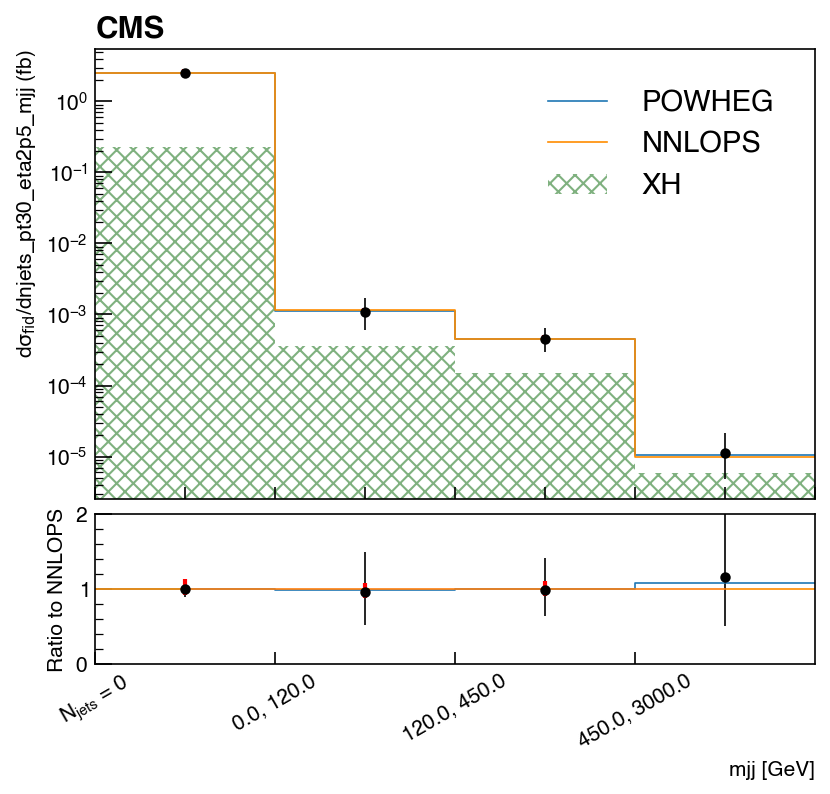 CMS
dσfid/dnjets_pt30_eta2p5_mjj (fb)
10⁰
10⁻¹
10⁻²
10⁻³
10⁻⁴
10⁻⁵
POWHEG
NNLOPS
XH
Ratio to NNLOPS
2
1
0
Njets = 0
0.0, 120.0
120.0, 450.0
450.0, 3000.0
mjj [GeV]